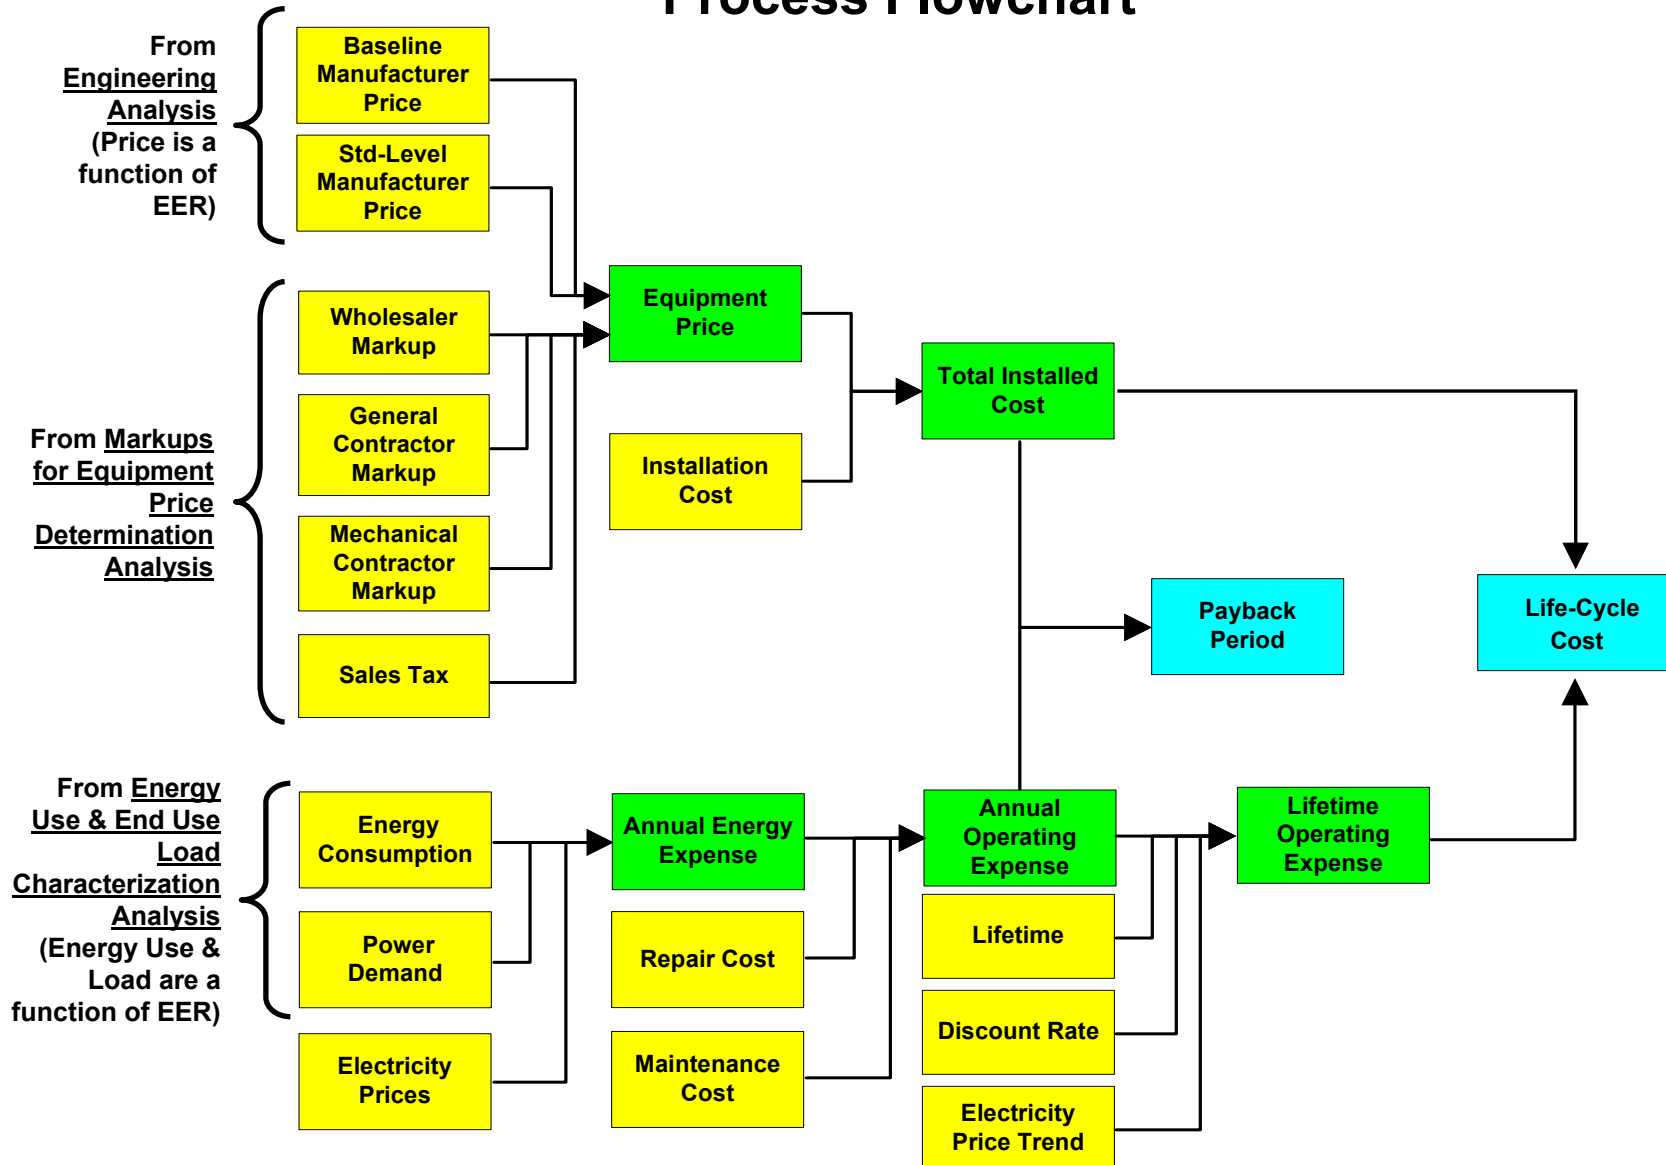 Process Flowchart
From
Engineering
Analysis
(Price is a
function of
EER)
Baseline
Manufacturer
Price
Std-Level
Manufacturer
Price
From Markups
for Equipment
Price
Determination
Analysis
Wholesaler
Markup
General
Contractor
Markup
Mechanical
Contractor
Markup
Sales Tax
Equipment
Price
Installation
Cost
Total Installed
Cost
Payback
Period
Life-Cycle
Cost
From Energy
Use & End Use
Load
Characterization
Analysis
(Energy Use &
Load are a
function of EER)
Energy
Consumption
Power
Demand
Electricity
Prices
Annual Energy
Expense
Repair Cost
Maintenance
Cost
Annual
Operating
Expense
Lifetime
Discount Rate
Electricity
Price Trend
Lifetime
Operating
Expense